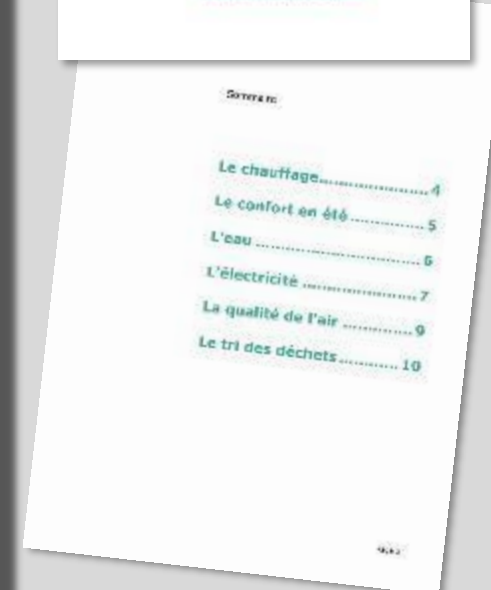 Sommaire
Le chauffage........................4
Le confort en été ................5
L'eau .....................................6
L'électricité .........................7
La qualité de l'air ...............9
Le tri des déchets.............10